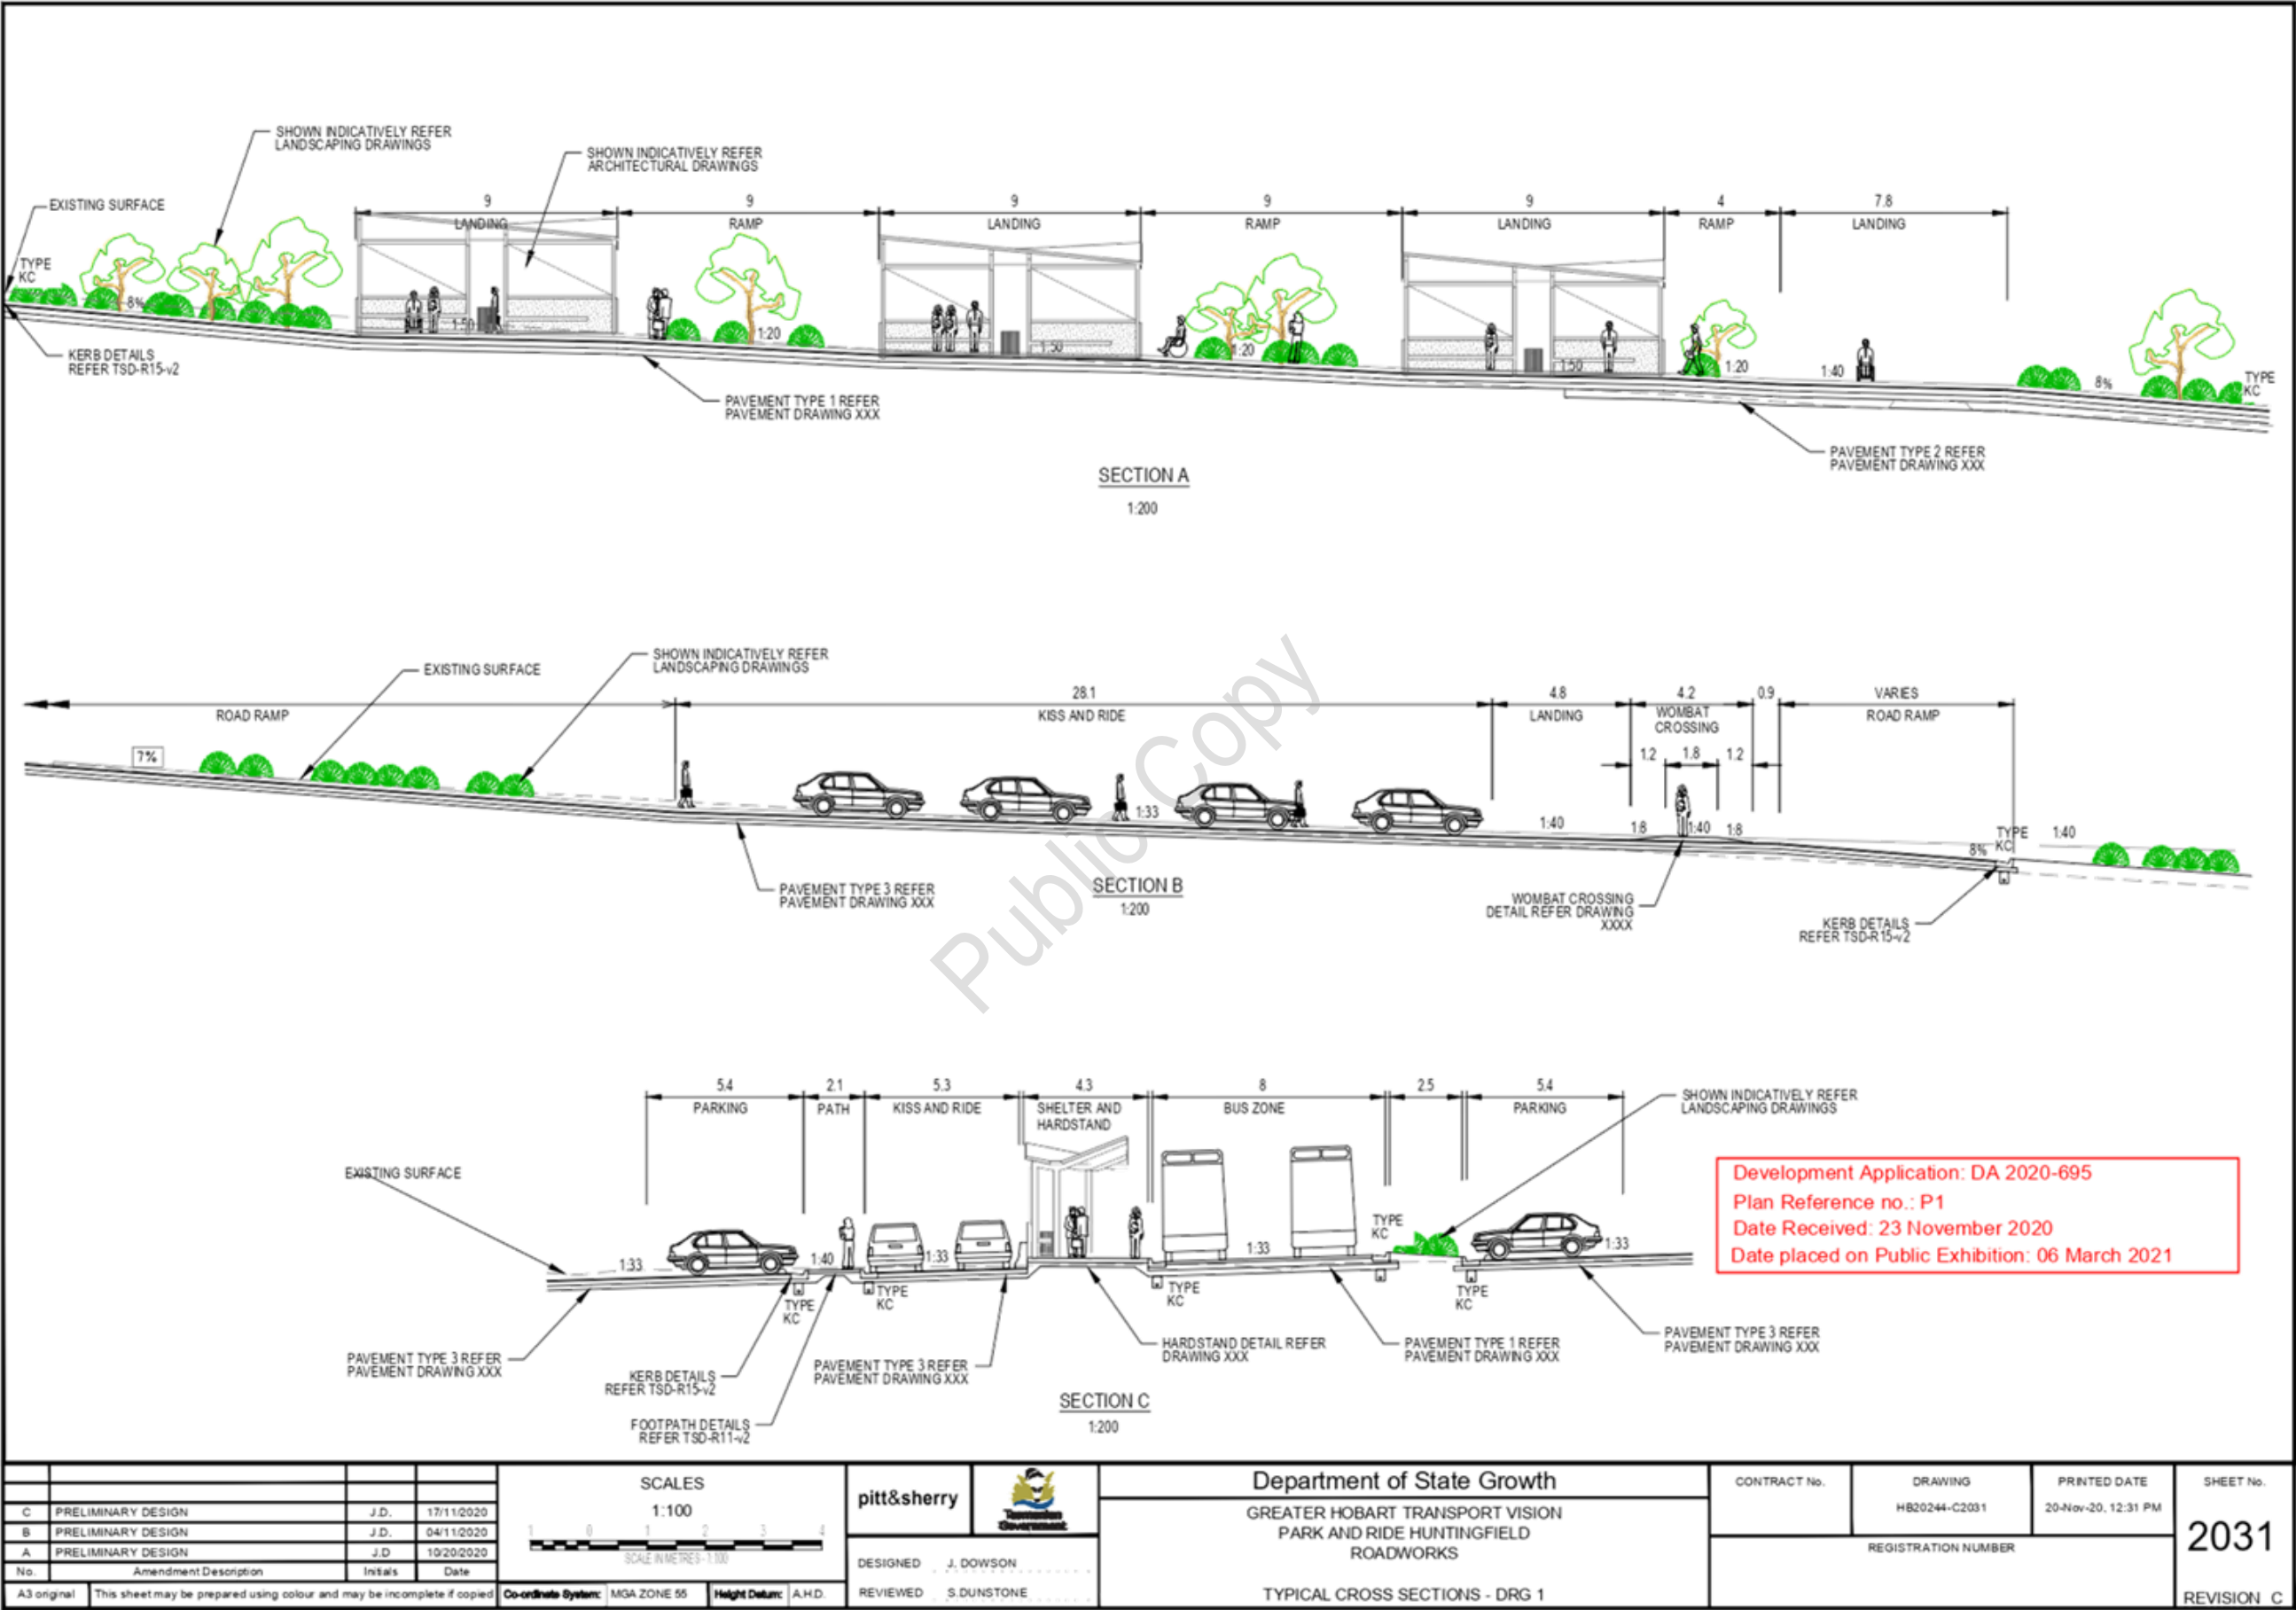 SHOWN INDICATIVELY REFER
LANDSCAPING DRAWINGS
SHOWN INDICATIVELY REFER
ARCHITECTURAL DRAWINGS
EXISTING SURFACE
9
LANDING
9
RAMP
9
LANDING
9
RAMP
9
LANDING
4
RAMP
7.8
LANDING
TYPE
KC
8%
1:50
1:20
1:50
1:20
1:50
1:20
1:40
8%
TYPE
KC
KERB DETAILS
REFER TSD-R15-v2
PAVEMENT TYPE 1 REFER
PAVEMENT DRAWING XXX
PAVEMENT TYPE 2 REFER
PAVEMENT DRAWING XXX
SECTION A
1:200
EXISTING SURFACE
SHOWN INDICATIVELY REFER
LANDSCAPING DRAWINGS
ROAD RAMP
28.1
KISS AND RIDE
4.8
LANDING
4.2
WOMBAT
CROSSING
0.9
VARIES
ROAD RAMP
1.2
1.8
1.2
7%
1:33
1:40
1:8
1:40
1:8
8%
TYPE
KC
1:40
PAVEMENT TYPE 3 REFER
PAVEMENT DRAWING XXX
WOMBAT CROSSING
DETAIL REFER DRAWING
XXXX
KERB DETAILS
REFER TSD-R15-v2
SECTION B
1:200
Public Copy
5.4
PARKING
2.1
PATH
5.3
KISS AND RIDE
4.3
SHELTER AND
HARDSTAND
8
BUS ZONE
2.5
5.4
PARKING
SHOWN INDICATIVELY REFER
LANDSCAPING DRAWINGS
EXISTING SURFACE
1:33
1:40
1:33
1:33
TYPE
KC
1:33
TYPE
KC
TYPE
KC
TYPE
KC
TYPE
KC
PAVEMENT TYPE 3 REFER
PAVEMENT DRAWING XXX
KERB DETAILS
REFER TSD-R15-v2
FOOTPATH DETAILS
REFER TSD-R11-v2
PAVEMENT TYPE 3 REFER
PAVEMENT DRAWING XXX
HARDSTAND DETAIL REFER
DRAWING XXX
PAVEMENT TYPE 1 REFER
PAVEMENT DRAWING XXX
PAVEMENT TYPE 3 REFER
PAVEMENT DRAWING XXX
SECTION C
1:200
Development Application: DA 2020-695
Plan Reference no.: P1
Date Received: 23 November 2020
Date placed on Public Exhibition: 06 March 2021
C PRELIMINARY DESIGN J.D. 17/11/2020
B PRELIMINARY DESIGN J.D. 04/11/2020
A PRELIMINARY DESIGN J.D 10/20/2020
No. Amendment Description Initials Date
A3 original This sheet may be prepared using colour and may be incomplete if copied
SCALES
1:100
1 0 1 2 3 4
SCALE IN METRES - 1:100
Co-ordinate System: MGA ZONE 55 Height Datum: A.H.D.
pitt&sherry
Tasmanian
Government
DESIGNED J. DOWSON
REVIEWED S.DUNSTONE
Department of State Growth
GREATER HOBART TRANSPORT VISION
PARK AND RIDE HUNTINGFIELD
ROADWORKS
TYPICAL CROSS SECTIONS - DRG 1
CONTRACT No.
DRAWING
HB20244-C2031
PRINTED DATE
20-Nov-20, 12:31 PM
REGISTRATION NUMBER
SHEET No.
2031
REVISION C